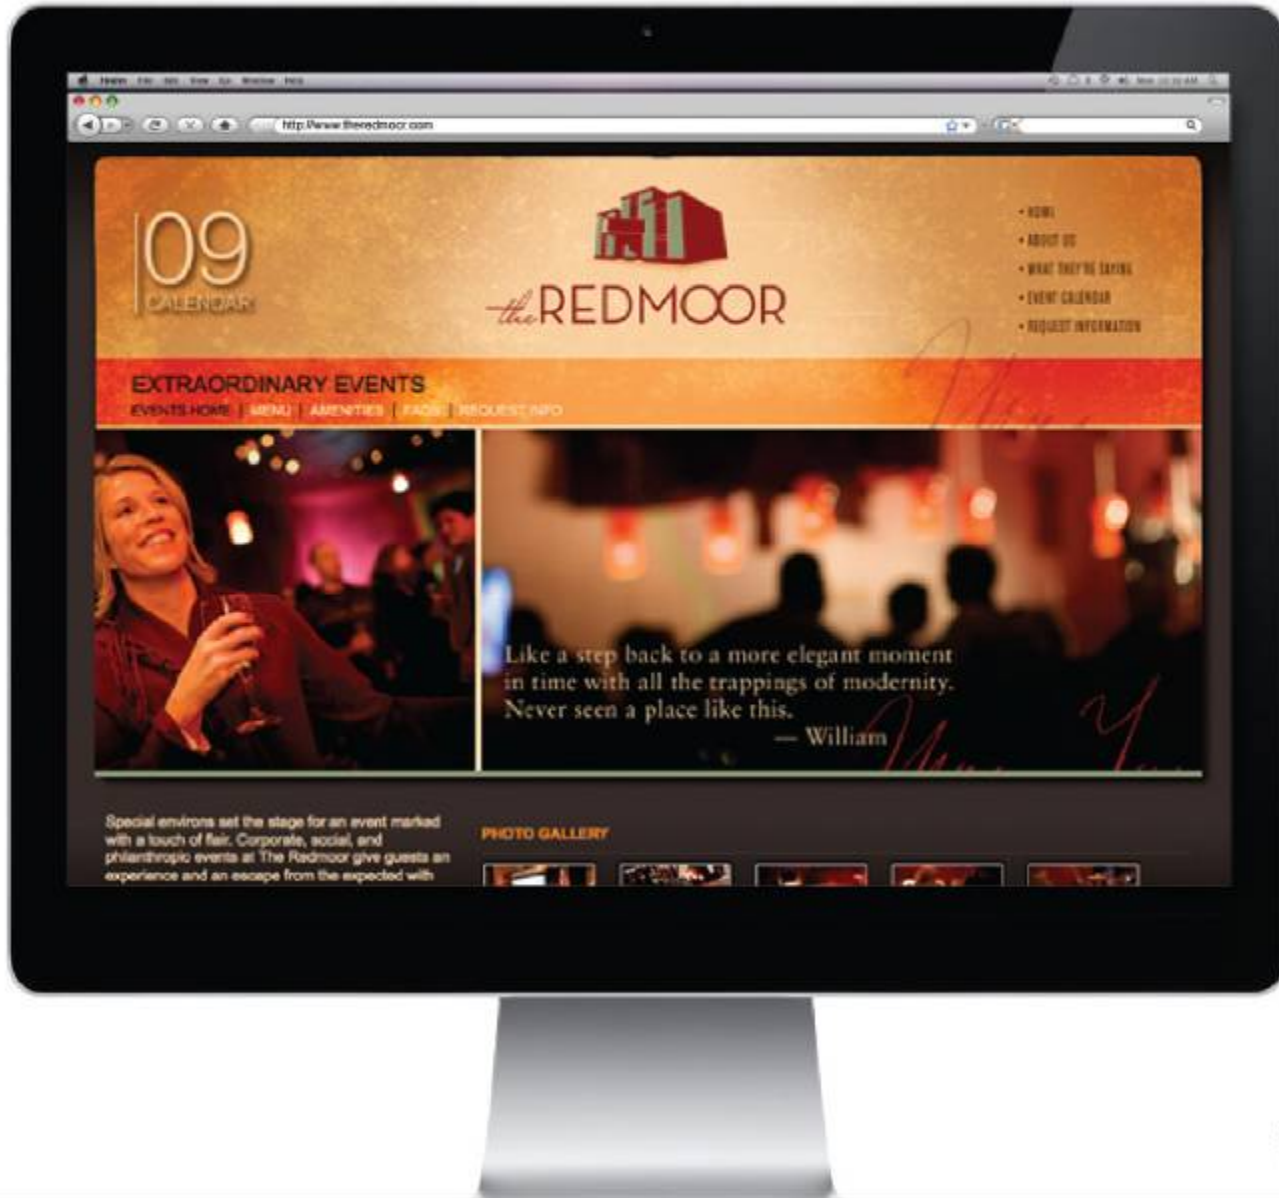 http://www.theredmoor.com
09
CALENDAR
the REDMOOR
• HOME
• ABOUT US
• WHAT THEY'RE SAYING
• EVENT CALENDAR
• REQUEST INFORMATION
EXTRAORDINARY EVENTS
EVENTS HOME | MENU | AMENITIES | FAQS | REQUEST INFO
Like a step back to a more elegant moment
in time with all the trappings of modernity.
Never seen a place like this.
— William
Special environs set the stage for an event marked
with a touch of flair. Corporate, social, and
philanthropic events at The Redmoor give guests an
experience and an escape from the expected with
PHOTO GALLERY